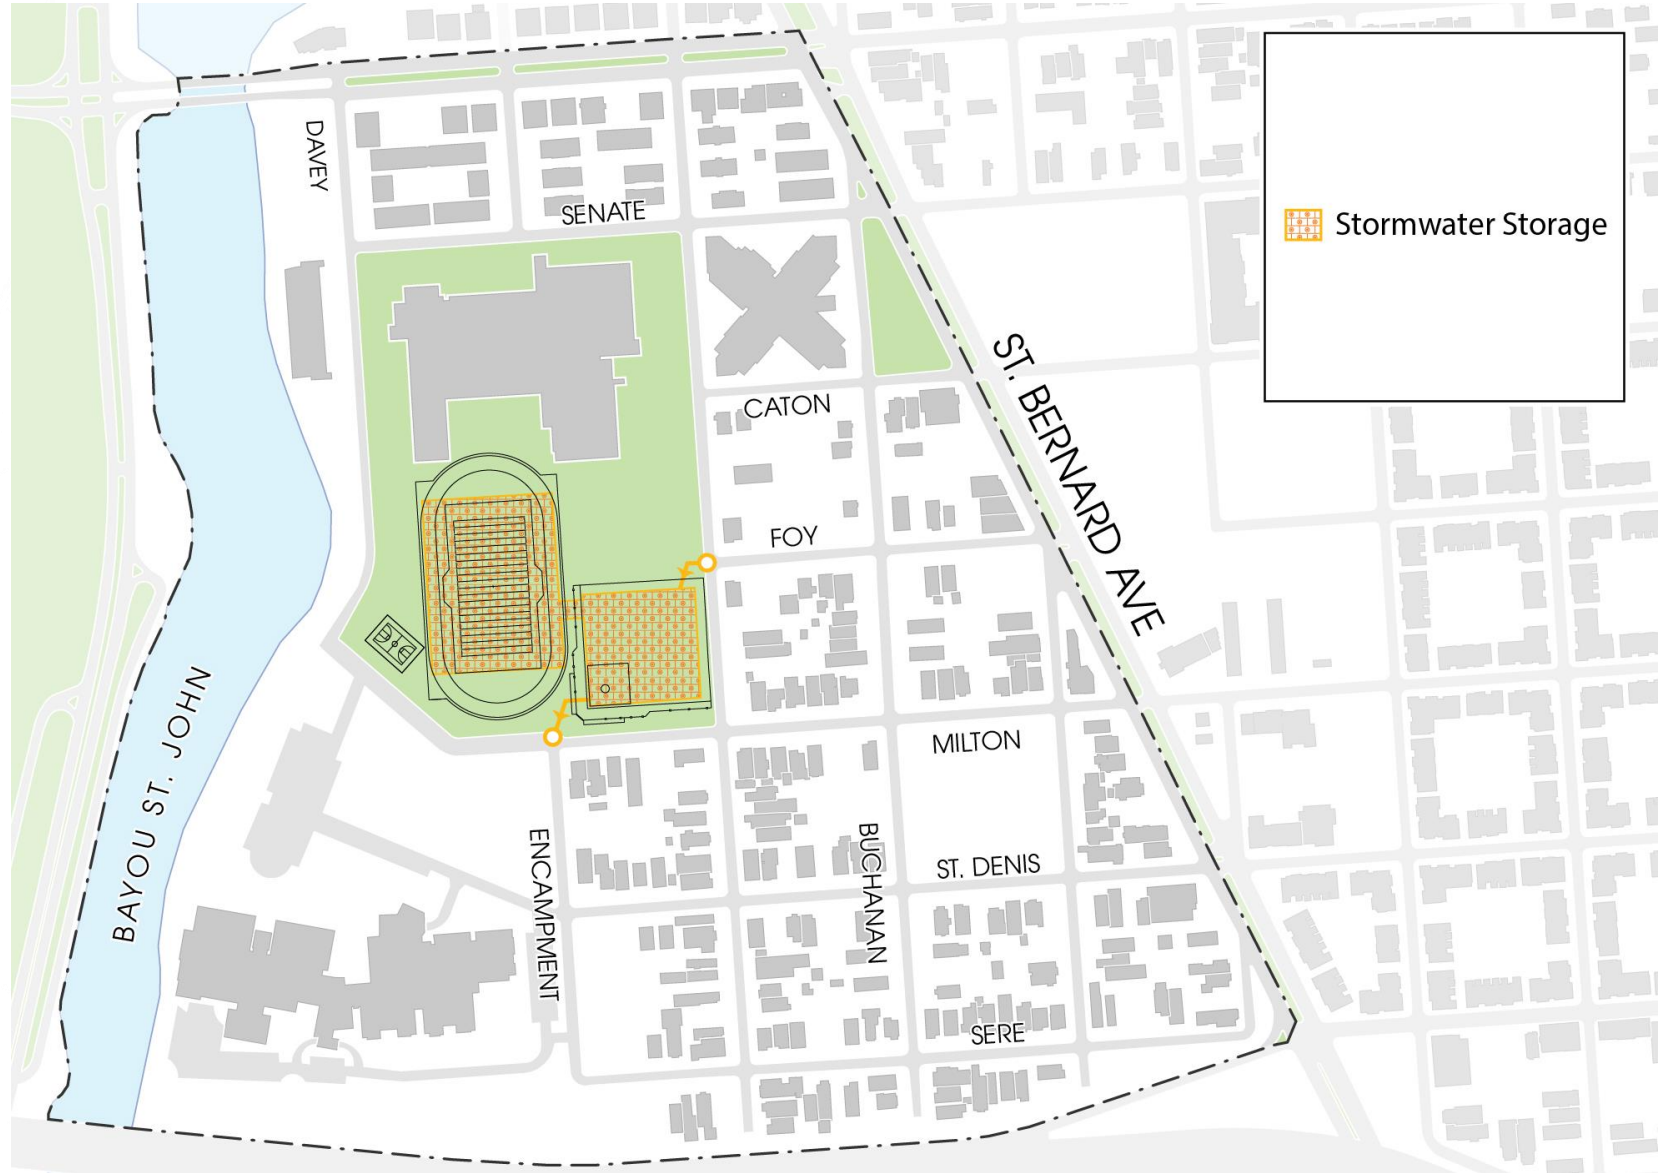 DAVEY
SENATE
Stormwater Storage
CATON
ST. BERNARD AVE
FOY
BAYOU ST. JOHN
MILTON
ENCAMPMENT
BUCHANAN
ST. DENIS
SERE